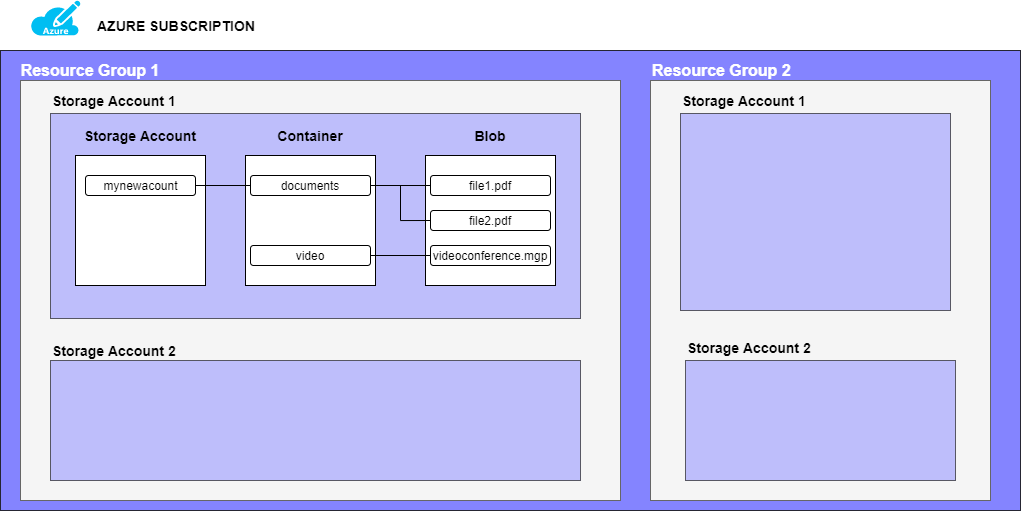 Azure
AZURE SUBSCRIPTION
Resource Group 1
Storage Account 1
Storage Account
Container
Blob
mynewacount
documents
file1.pdf
file2.pdf
video
videoconference.mgp
Storage Account 2
Resource Group 2
Storage Account 1
Storage Account 2